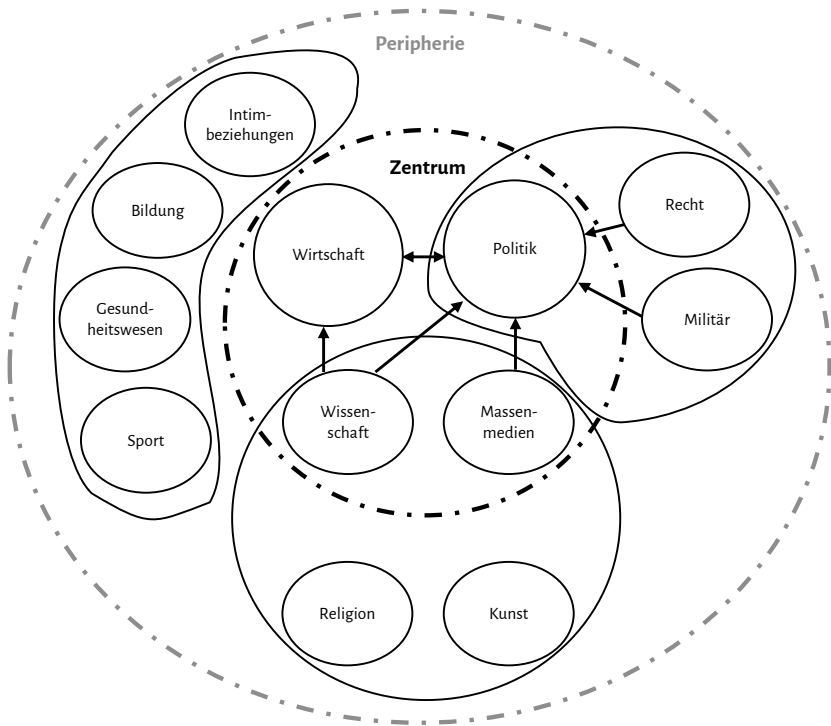 Peripherie
Intim-
beziehungen
Zentrum
Bildung
Recht
Wirtschaft
Politik
Gesund-
heitswesen
Militär
Sport
Wissen-
schaft
Massen-
medien
Religion
Kunst